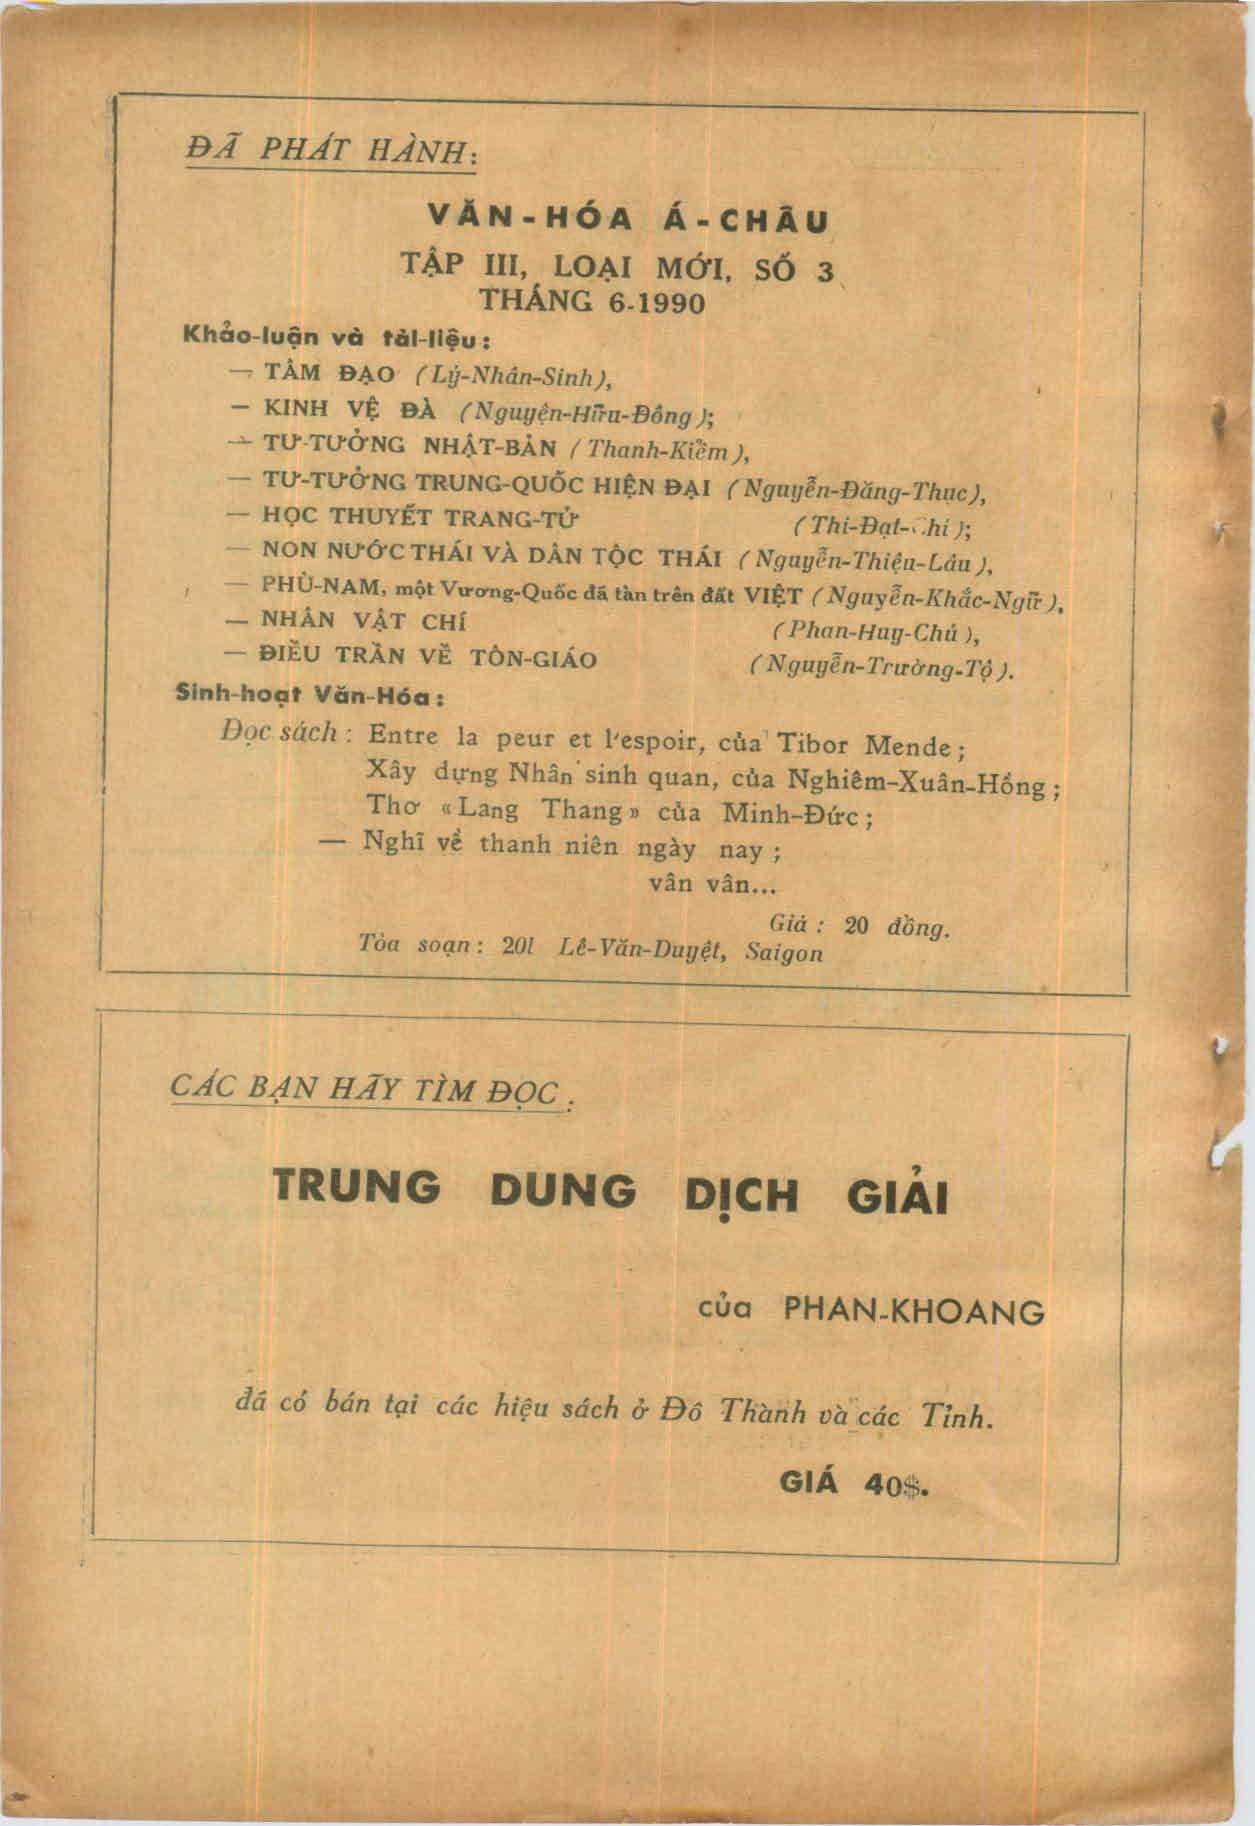 ĐÃ PHÁT HÀNH:
VĂN-HÓA Á-CHÂU
TẬP III, LOẠI MỚI, SỐ 3
THÁNG 6-1990
Khảo-luận và tài-liệu:
— TÂM ĐẠO (Lý-Nhân-Sinh),
— KINH VỆ ĐÀ (Nguyện-Hữu-Đồng);
— TƯ-TƯỞNG NHẬT-BẢN (Thanh-Kiềm),
— TƯ-TƯỞNG TRUNG-QUỐC HIỆN ĐẠI (Nguyễn-Đăng-Thục),
— HỌC THUYẾT TRANG-TỬ (Thi-Đạt-Chí);
— NON NƯỚC THÁI VÀ DÂN TỘC THÁI (Nguyễn-Thiệu-Lâu),
— PHÙ-NAM, một Vương-Quốc đã tàn trên đất VIỆT (Nguyễn-Khắc-Ngữ),
— NHÂN VẬT CHÍ (Phan-Huy-Chú),
— ĐIỀU TRẦN VỀ TÔN-GIÁO (Nguyễn-Trường-Tộ).
Sinh-hoạt Văn-Hóa:
Đọc sách: Entre la peur et l'espoir, của Tibor Mende;
Xây dựng Nhân sinh quan, của Nghiêm-Xuân-Hồng;
Thơ «Lang Thang» của Minh-Đức;
— Nghĩ về thanh niên ngày nay;
vân vân...
Giá: 20 đồng.
Tòa soạn: 201 Lê-Văn-Duyệt, Saigon
CÁC BẠN HÃY TÌM ĐỌC:
TRUNG DUNG DỊCH GIẢI
của PHAN-KHOANG
đã có bán tại các hiệu sách ở Đô Thành và các Tỉnh.
GIÁ 40$.